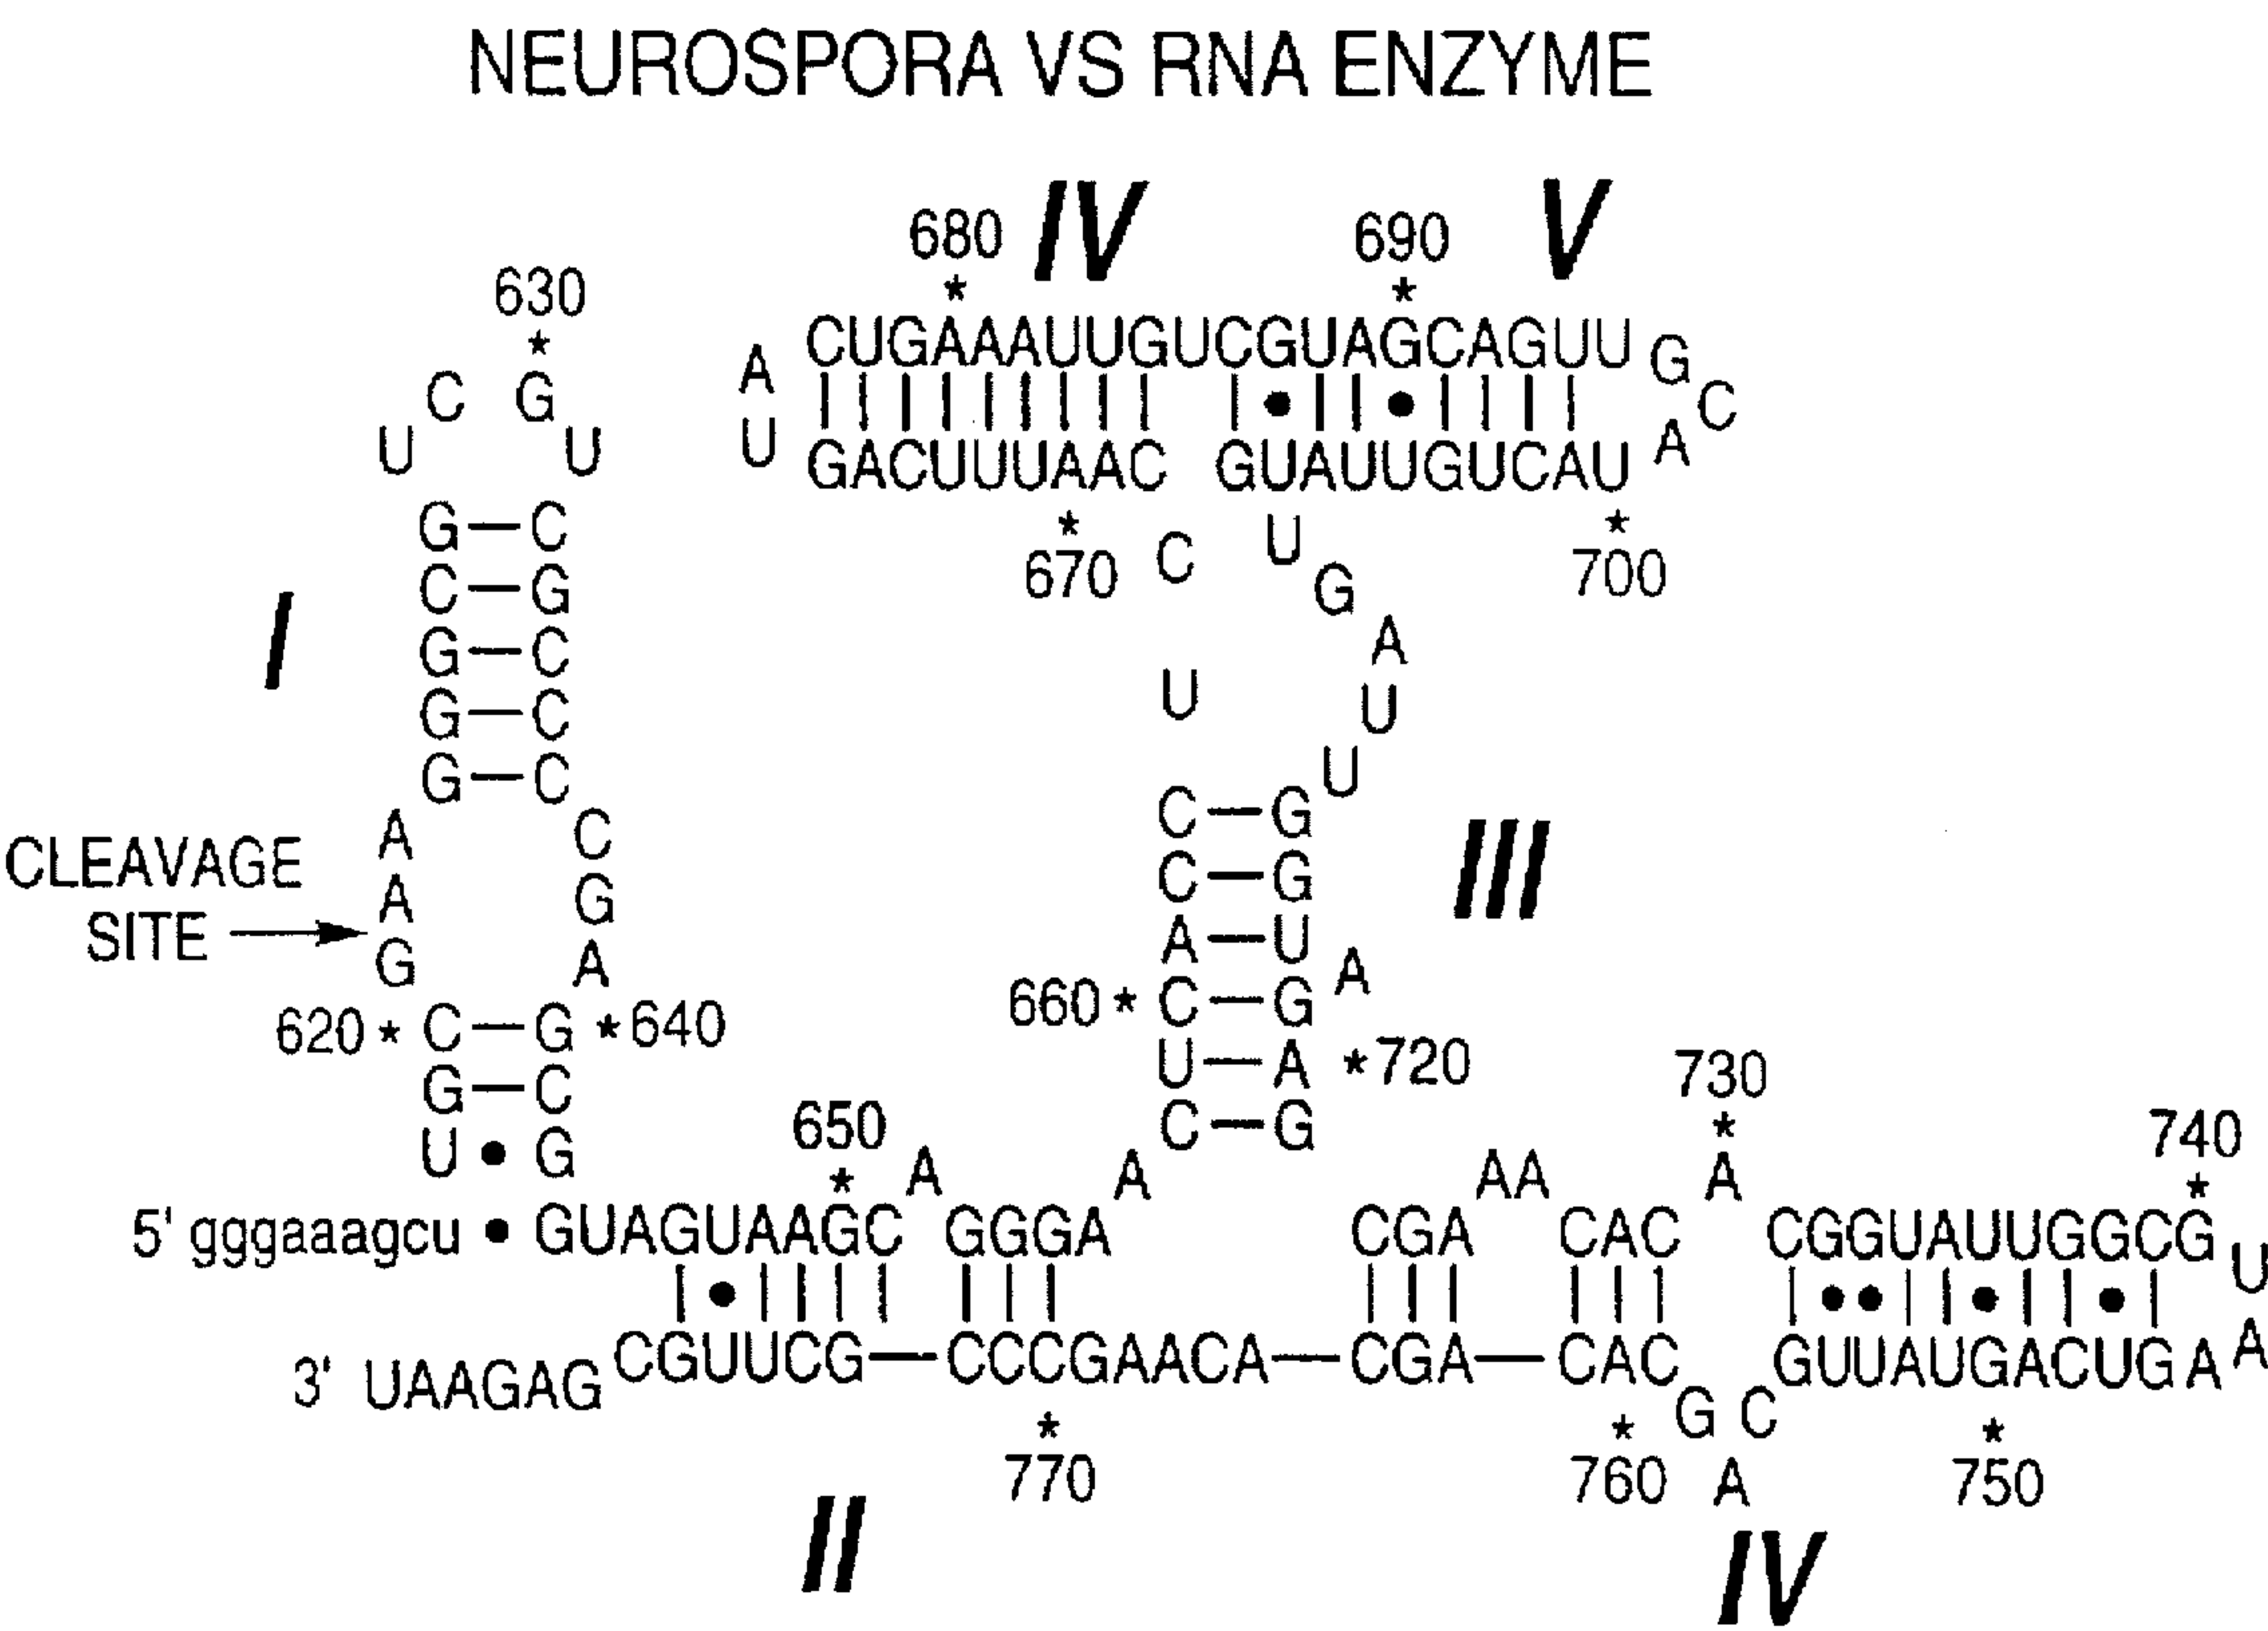 NEUROSPORA VS RNA ENZYME
IV V
680 690
630
* *
*
CUGAAAUUGUCGUAGCAGUU G
A
C G C
U U U A
GACUUUAAC GUAUUGUCAU
G C * U *
670 C 700
C G G
I A
G C U U
G C U
G C C G
A C III
CLEAVAGE C G
A G A U
SITE A
G A 660 * C G
620 * C G * 640 U A * 720
G C 730
650 C G *
U G 740
* A A AA A *
5' gggaaagcu GUAGUAAGC GGGA CGA CAC CGGUAUUGGCG
U
3' UAAGAG CGUUCG CCCGAACA CGA CAC GUUAUGACUGA A
G C
* * *
770 760 A 750
II IV